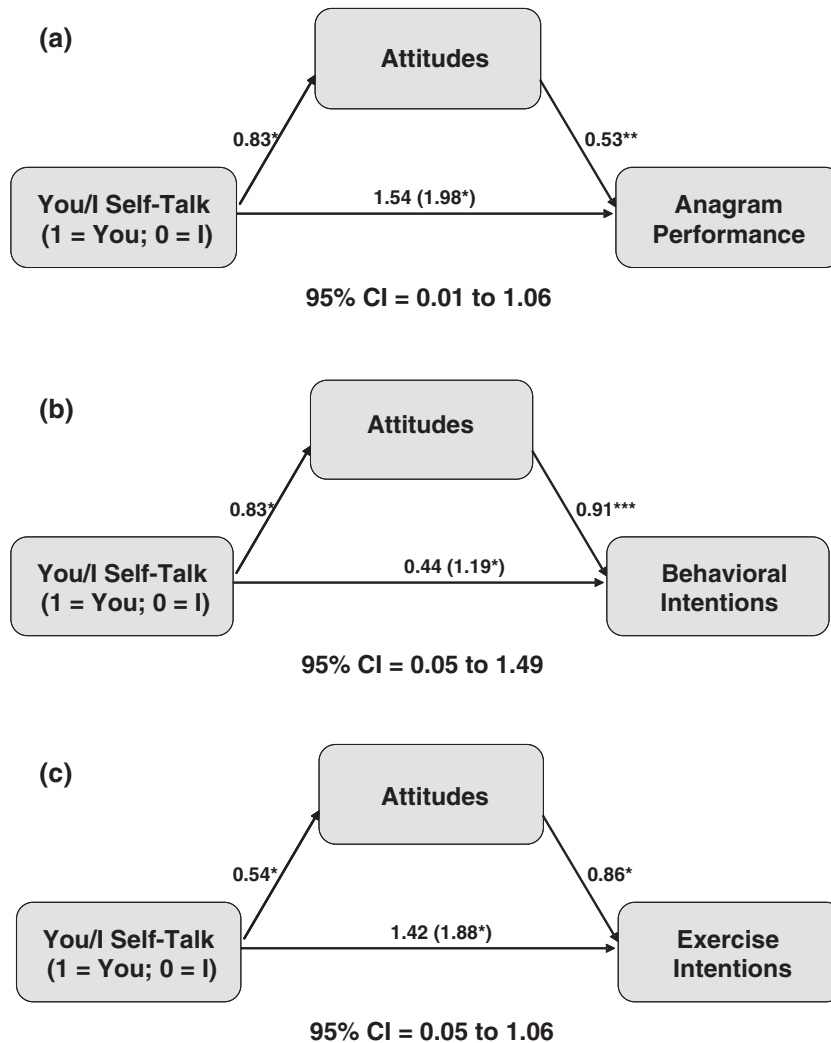 (a)
Attitudes
0.83*
0.53**
You/I Self-Talk
(1 = You; 0 = I)
1.54 (1.98*)
Anagram
Performance
95% CI = 0.01 to 1.06
(b)
Attitudes
0.83*
0.91***
You/I Self-Talk
(1 = You; 0 = I)
0.44 (1.19*)
Behavioral
Intentions
95% CI = 0.05 to 1.49
(c)
Attitudes
0.54*
0.86*
You/I Self-Talk
(1 = You; 0 = I)
1.42 (1.88*)
Exercise
Intentions
95% CI = 0.05 to 1.06